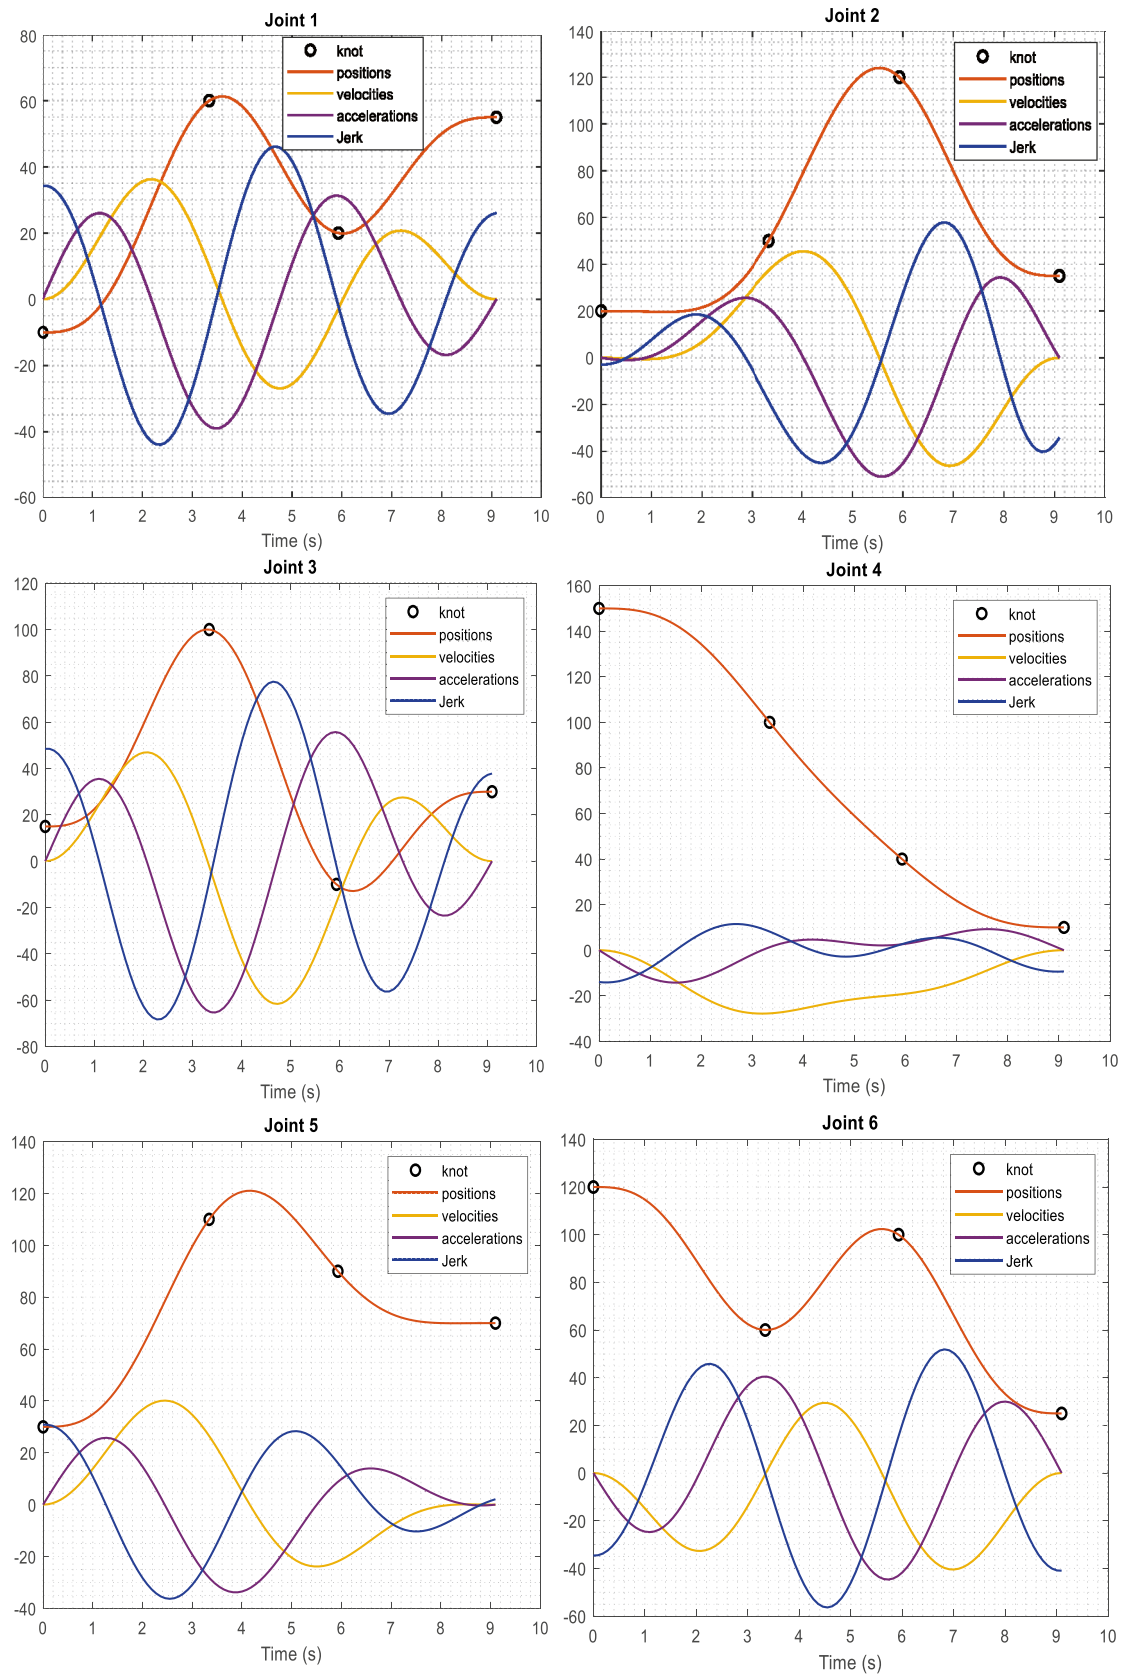 Joint 1
80
60
40
20
0
-20
-40
-60
0 1 2 3 4 5 6 7 8 9 10
Time (s)
knot
positions
velocities
accelerations
Jerk
Joint 2
140
120
100
80
60
40
20
0
-20
-40
-60
0 1 2 3 4 5 6 7 8 9 10
Time (s)
knot
positions
velocities
accelerations
Jerk
Joint 3
120
100
80
60
40
20
0
-20
-40
-60
-80
0 1 2 3 4 5 6 7 8 9 10
Time (s)
knot
positions
velocities
accelerations
Jerk
Joint 4
160
140
120
100
80
60
40
20
0
-20
-40
0 1 2 3 4 5 6 7 8 9 10
Time (s)
knot
positions
velocities
accelerations
Jerk
Joint 5
140
120
100
80
60
40
20
0
-20
-40
0 1 2 3 4 5 6 7 8 9 10
Time (s)
knot
positions
velocities
accelerations
Jerk
Joint 6
140
120
100
80
60
40
20
0
-20
-40
-60
0 1 2 3 4 5 6 7 8 9 10
Time (s)
knot
positions
velocities
accelerations
Jerk